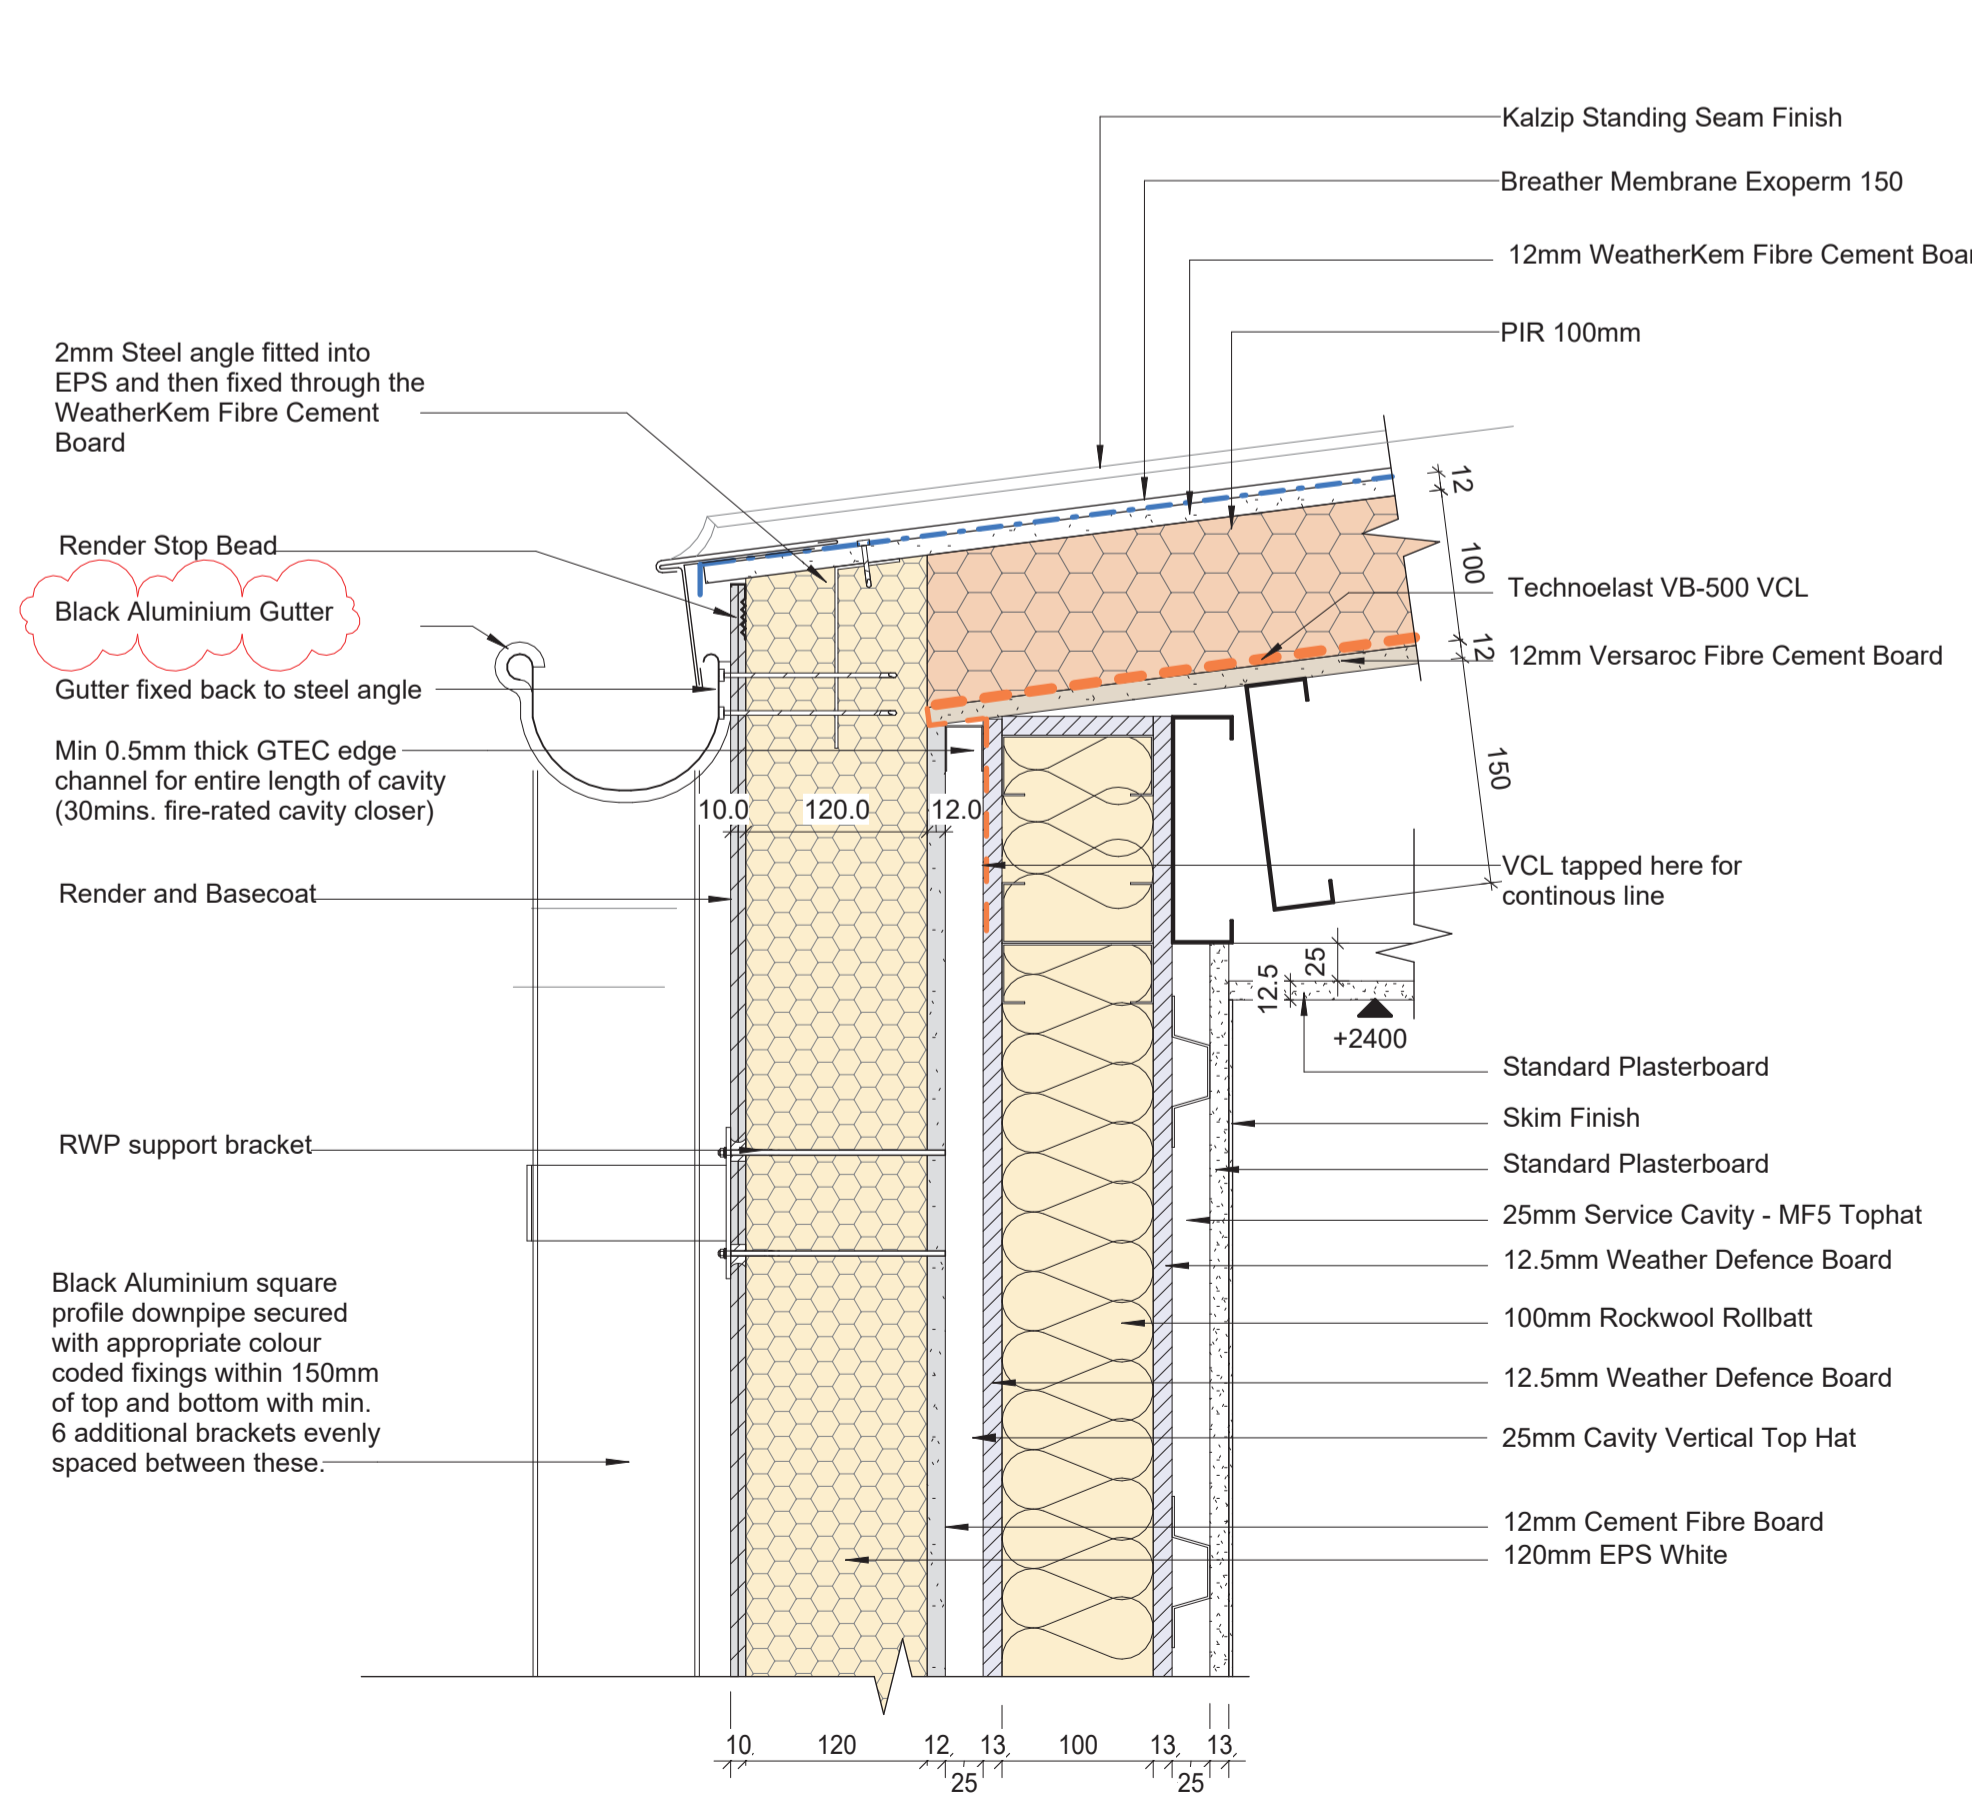 Kalzip Standing Seam Finish
Breather Membrane Exoperm 150
12mm WeatherKem Fibre Cement Boar
PIR 100mm
2mm Steel angle fitted into
EPS and then fixed through the
WeatherKem Fibre Cement
Board
Render Stop Bead
Black Aluminium Gutter
Gutter fixed back to steel angle
Min 0.5mm thick GTEC edge
channel for entire length of cavity
(30mins. fire-rated cavity closer)
Render and Basecoat
RWP support bracket
Black Aluminium square
profile downpipe secured
with appropriate colour
coded fixings within 150mm
of top and bottom with min.
6 additional brackets evenly
spaced between these.
12
100
12
150
Technoelast VB-500 VCL
12mm Versaroc Fibre Cement Board
10.0
120.0
12.0
VCL tapped here for
continous line
25
12.5
+2400
Standard Plasterboard
Skim Finish
Standard Plasterboard
25mm Service Cavity - MF5 Tophat
12.5mm Weather Defence Board
100mm Rockwool Rollbatt
12.5mm Weather Defence Board
25mm Cavity Vertical Top Hat
12mm Cement Fibre Board
120mm EPS White
10
120
12
13
100
13
13
25
25